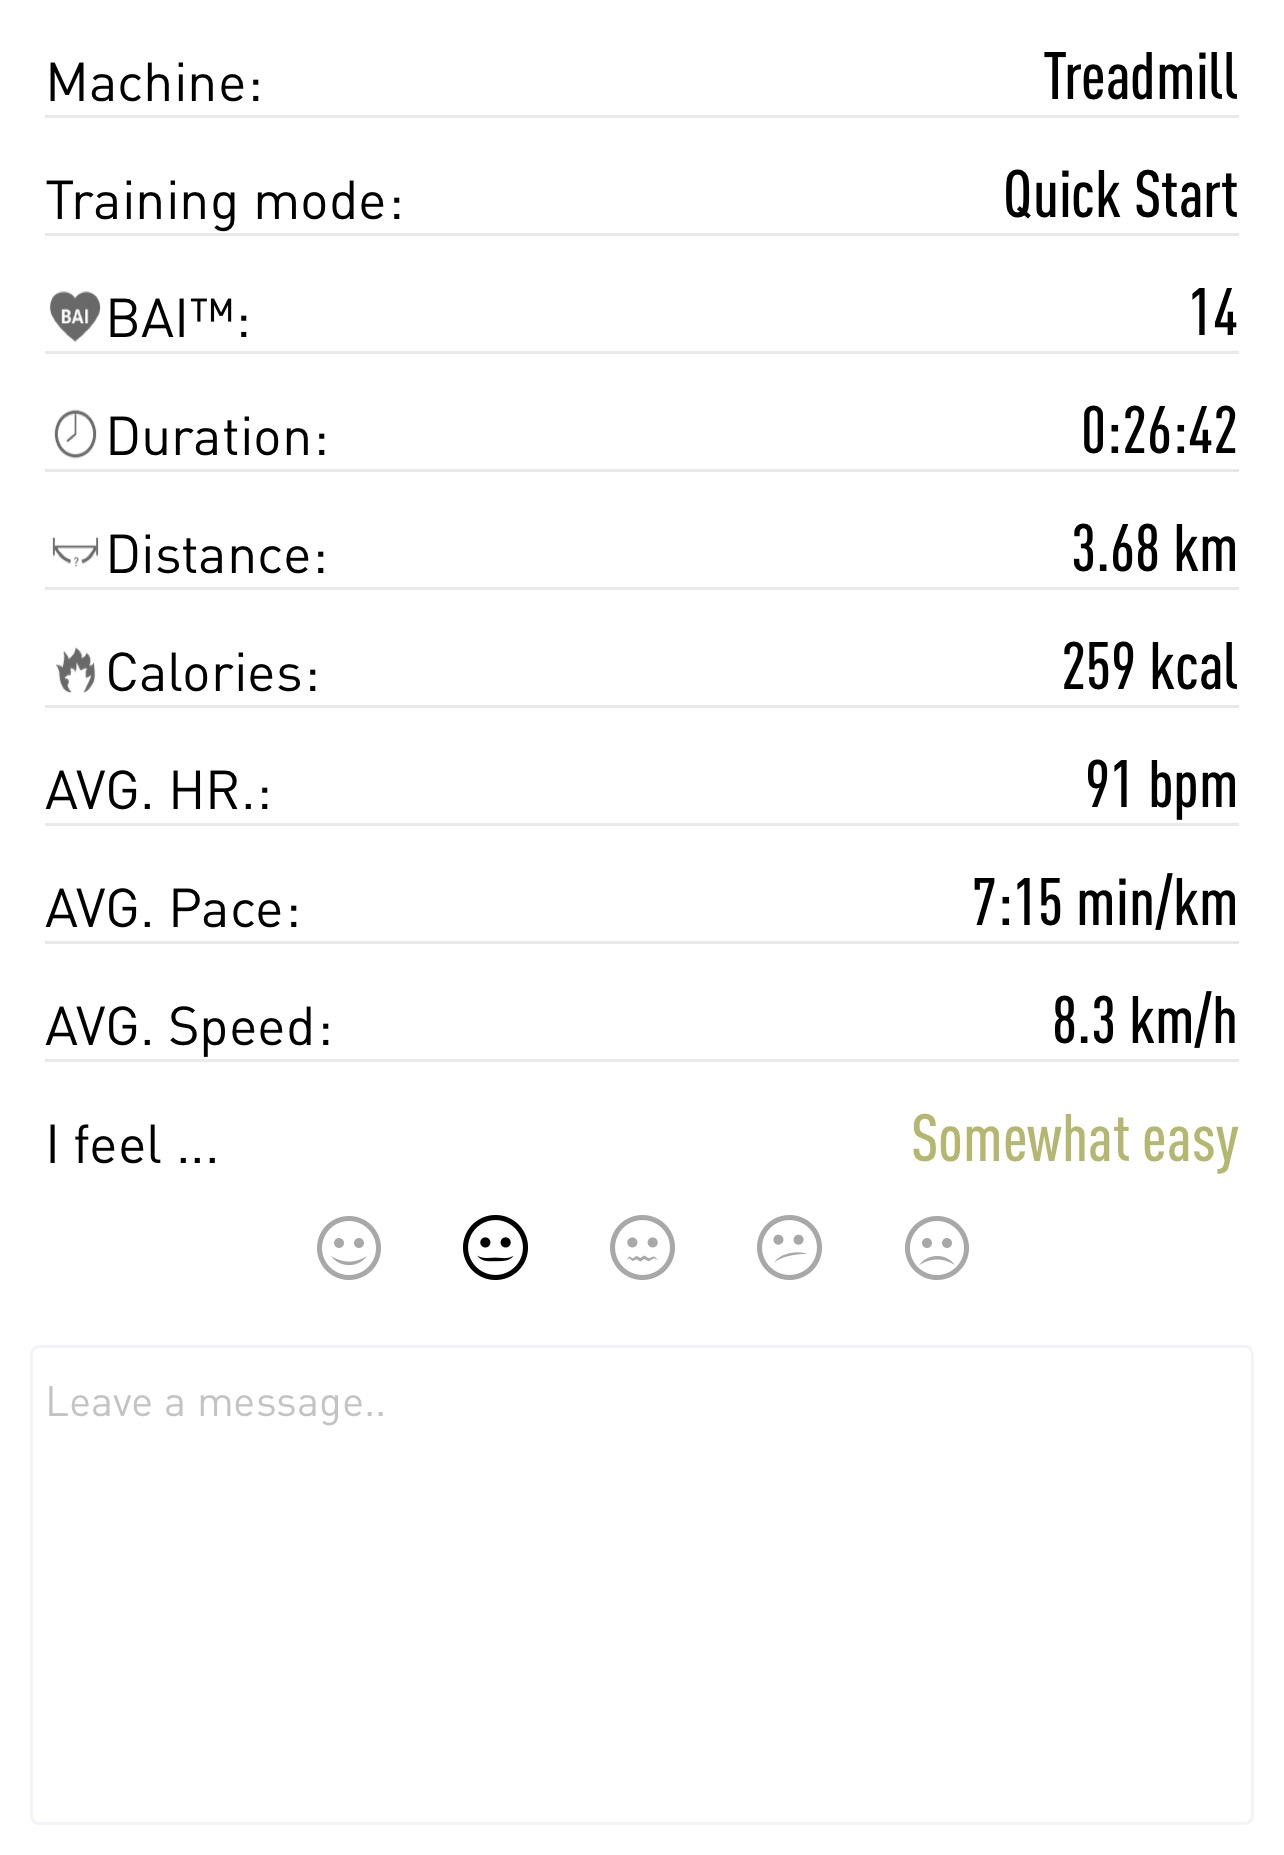 Machine: Treadmill
Training mode: Quick Start
BAI BAI™: 14
Duration: 0:26:42
? Distance: 3.68 km
Calories: 259 kcal
AVG. HR.: 91 bpm
AVG. Pace: 7:15 min/km
AVG. Speed: 8.3 km/h
I feel ... Somewhat easy
Leave a message..